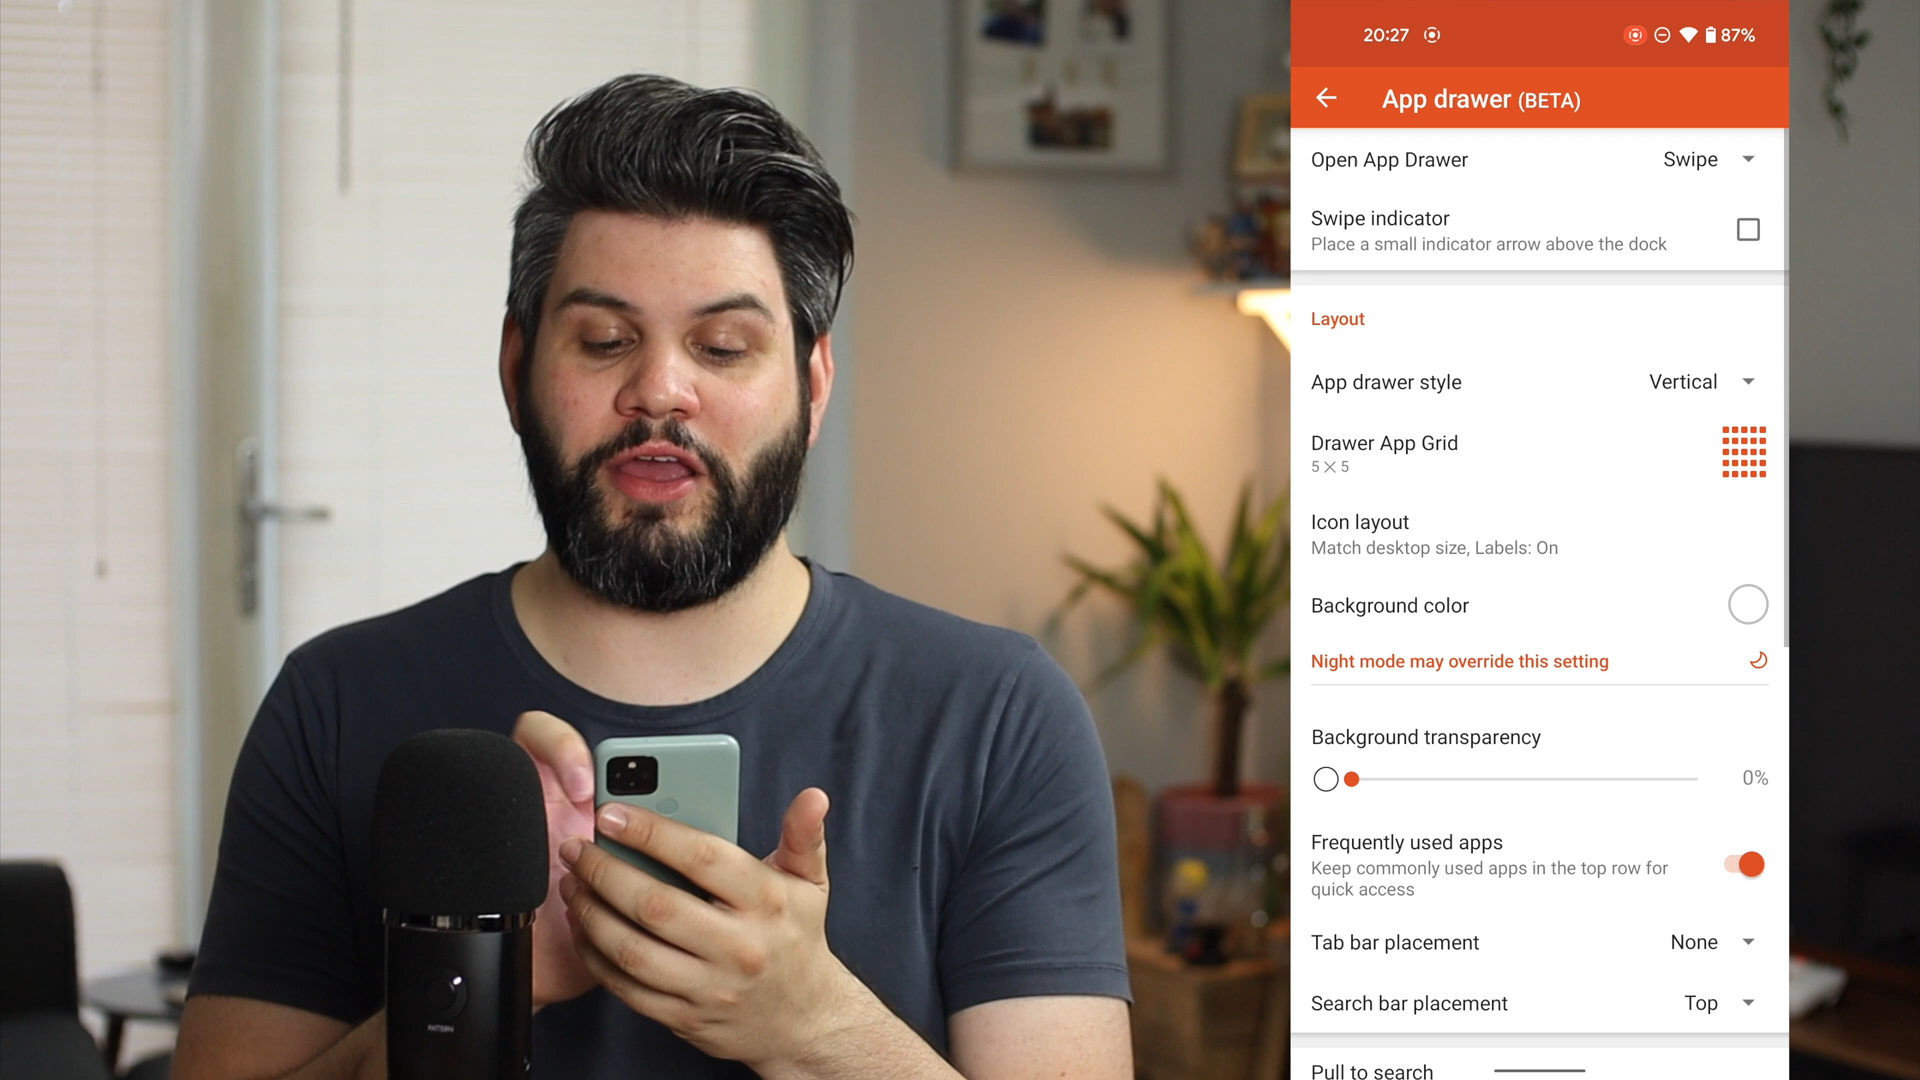 20:27 87%
App drawer (BETA)
Open App Drawer Swipe
Swipe indicator
Place a small indicator arrow above the dock
Layout
App drawer style Vertical
Drawer App Grid
5 × 5
Icon layout
Match desktop size, Labels: On
Background color
Night mode may override this setting
Background transparency
0%
Frequently used apps
Keep commonly used apps in the top row for
quick access
Tab bar placement None
Search bar placement Top
Pull to search
PATTERN